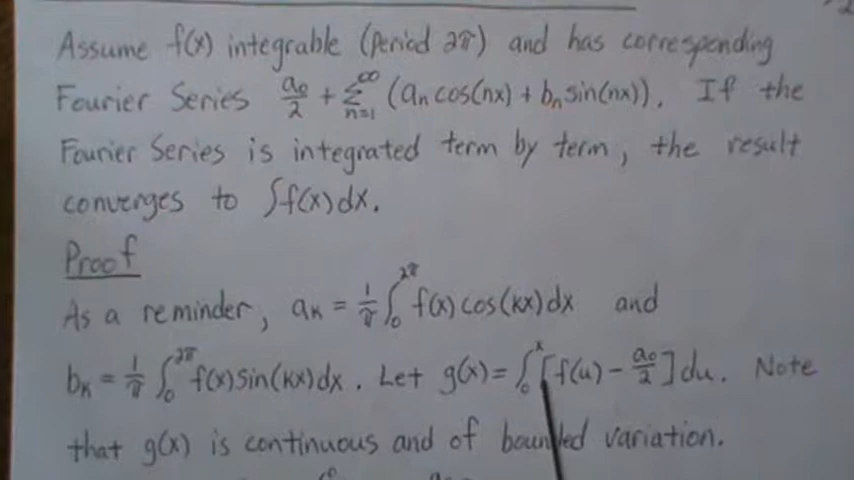 Assume f(x) integrable (Period 2π) and has corresponding
Fourier Series a₀/2 + ∑_{n=1}^{∞} (aₙ cos(nx) + bₙ sin(nx)). If the
Fourier Series is integrated term by term, the result
converges to ∫f(x)dx.
Proof
As a reminder, aₖ = 1/π ∫₀^{2π} f(x) cos(kx)dx and
bₖ = 1/π ∫₀^{2π} f(x) sin(kx)dx. Let g(x) = ∫₀^{x} [f(u) - a₀/2] du. Note
that g(x) is continuous and of bounded variation.